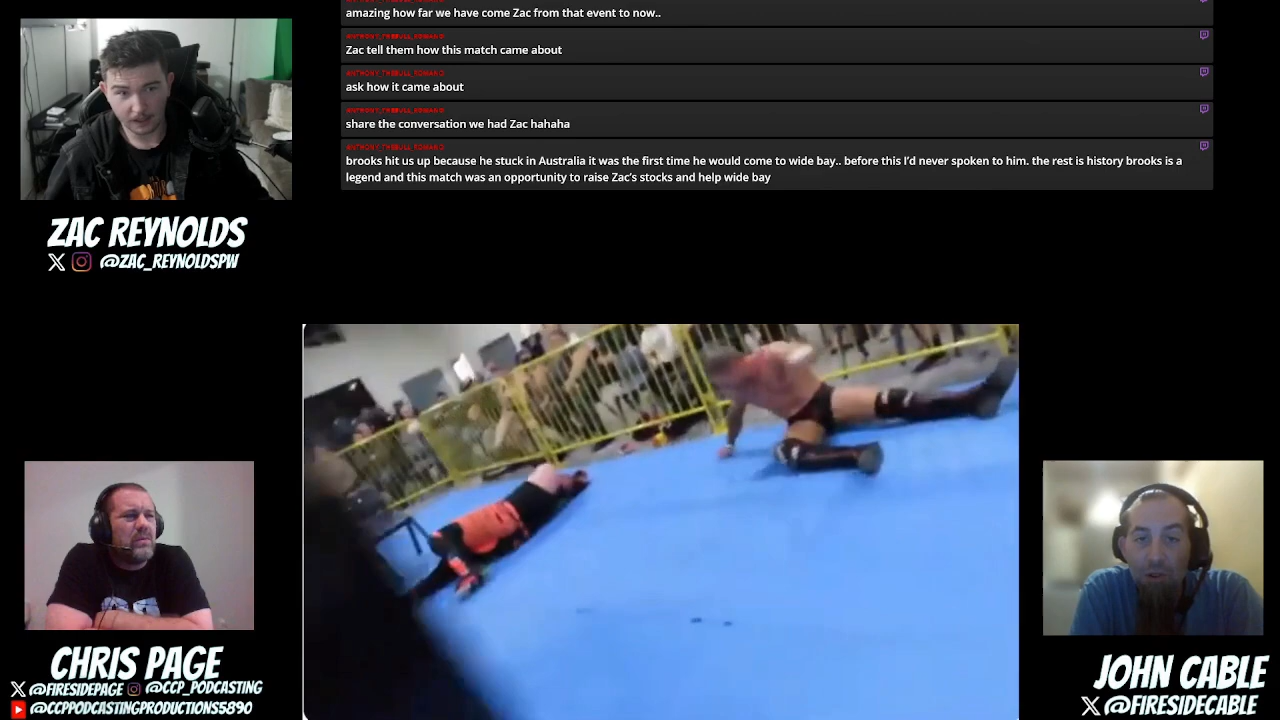 amazing how far we have come Zac from that event to now..
ANTHONY_THEBULL_ROMANO
Zac tell them how this match came about
ANTHONY_THEBULL_ROMANO
ask how it came about
ANTHONY_THEBULL_ROMANO
share the conversation we had Zac hahaha
ANTHONY_THEBULL_ROMANO
brooks hit us up because he stuck in Australia it was the first time he would come to wide bay.. before this I'd never spoken to him. the rest is history brooks is a
legend and this match was an opportunity to raise Zac's stocks and help wide bay
ZAC REYNOLDS
@ZAC_REYNOLDSPW
CHRIS PAGE
@FIRESIDEPAGE @CCP_PODCASTING
@CCPPODCASTINGPRODUCTIONS5890
JOHN CABLE
@FIRESIDECABLE